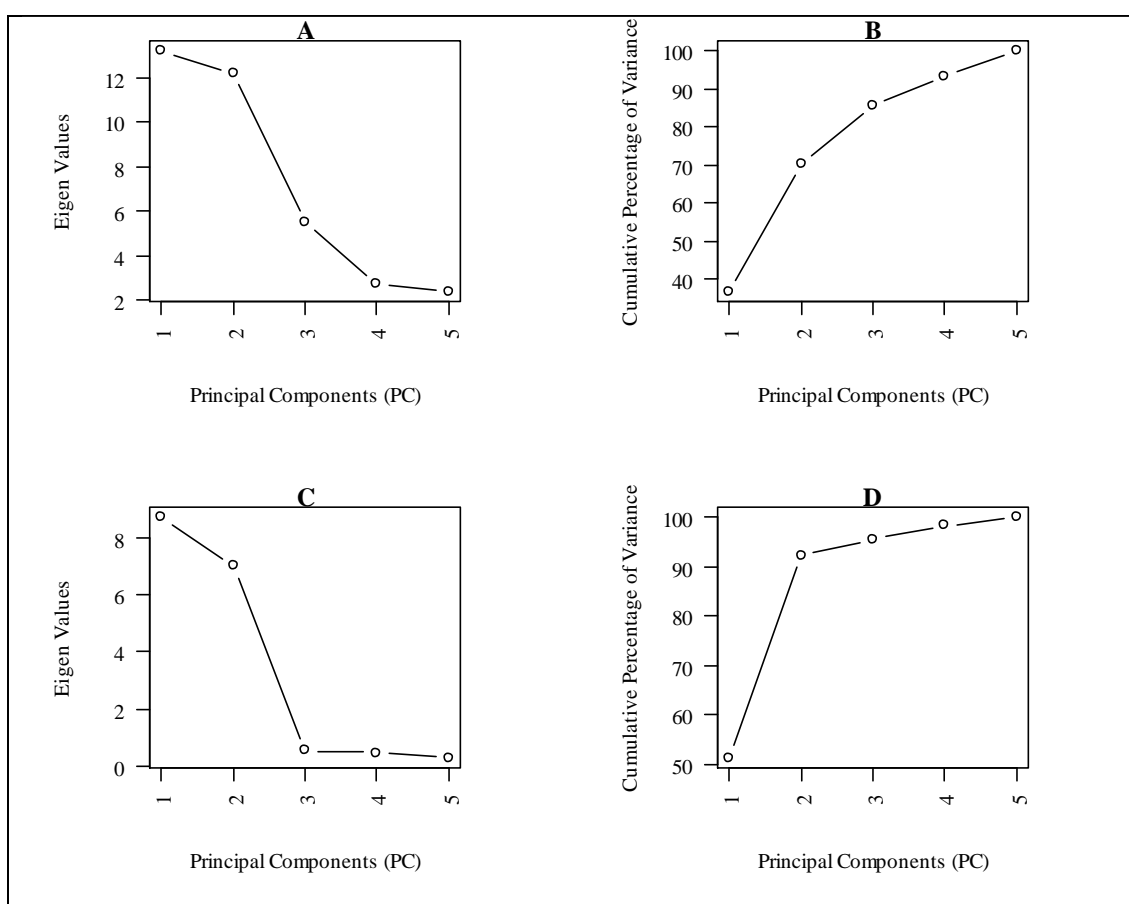 A
Eigen Values
12
10
8
6
4
2
1 2 3 4 5
Principal Components (PC)
B
Cumulative Percentage of Variance
100
90
80
70
60
50
40
1 2 3 4 5
Principal Components (PC)
C
Eigen Values
8
6
4
2
0
1 2 3 4 5
Principal Components (PC)
D
Cumulative Percentage of Variance
100
90
80
70
60
50
1 2 3 4 5
Principal Components (PC)